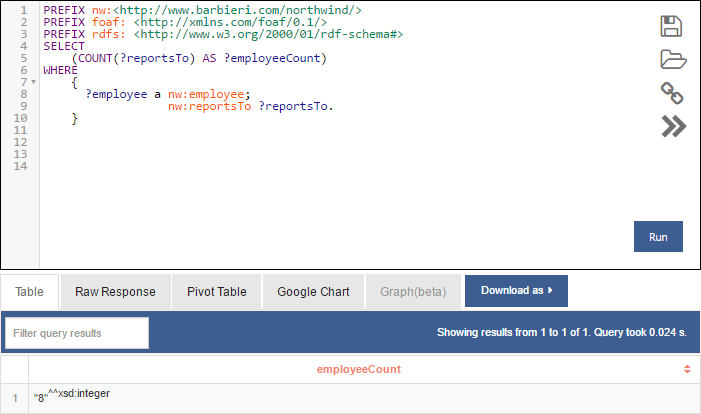 1 PREFIX nw:<http://www.barbieri.com/northwind/>
2 PREFIX foaf: <http://xmlns.com/foaf/0.1/>
3 PREFIX rdfs: <http://www.w3.org/2000/01/rdf-schema#>
4 SELECT
5 (COUNT(?reportsTo) AS ?employeeCount)
6 WHERE
7 {
8 ?employee a nw:employee;
9 nw:reportsTo ?reportsTo.
10 }
11
12
13
14
Run
Table Raw Response Pivot Table Google Chart Graph(beta) Download as
Filter query results Showing results from 1 to 1 of 1. Query took 0.024 s.
employeeCount
1 "8"^^xsd:integer